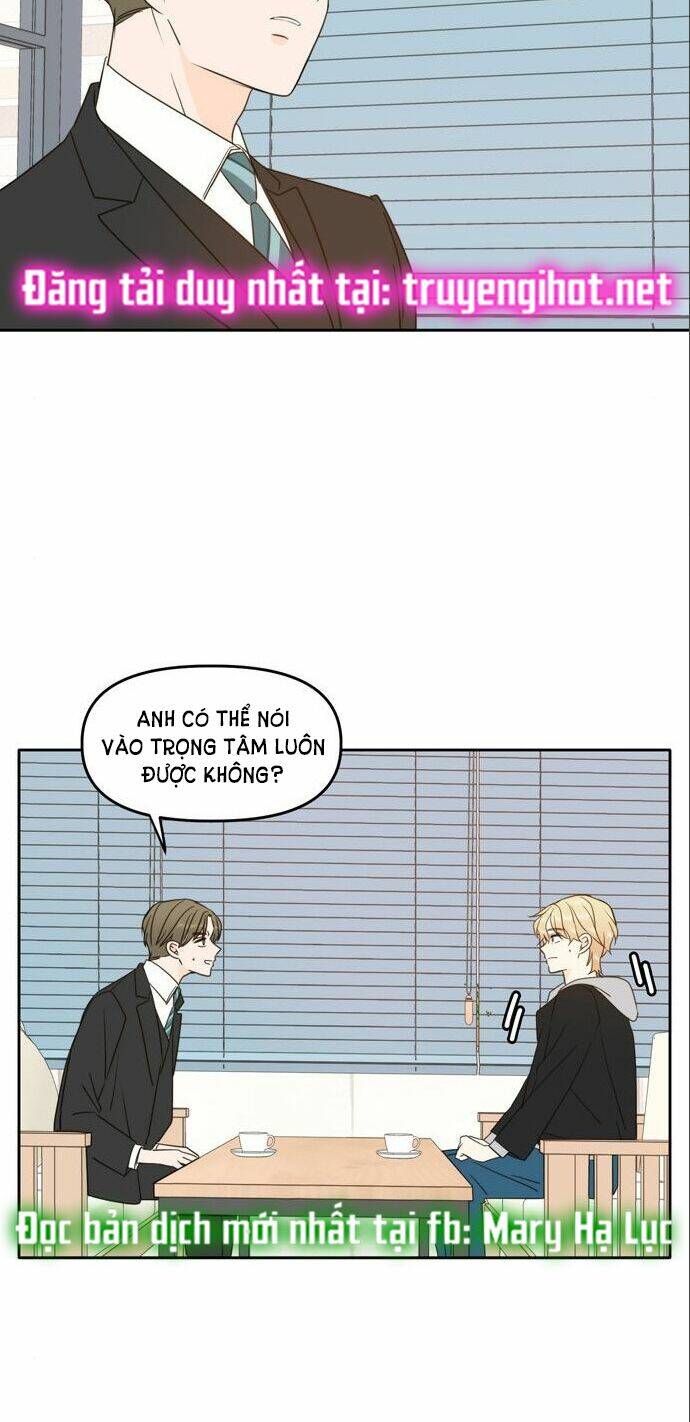 Đăng tải duy nhất tại: truyengihot.net
ANH CÓ THỂ NÓI
VÀO TRỌNG TÂM LUÔN
ĐƯỢC KHÔNG?
Đọc bản dịch mới nhất tại fb: Mary Hạ Lục